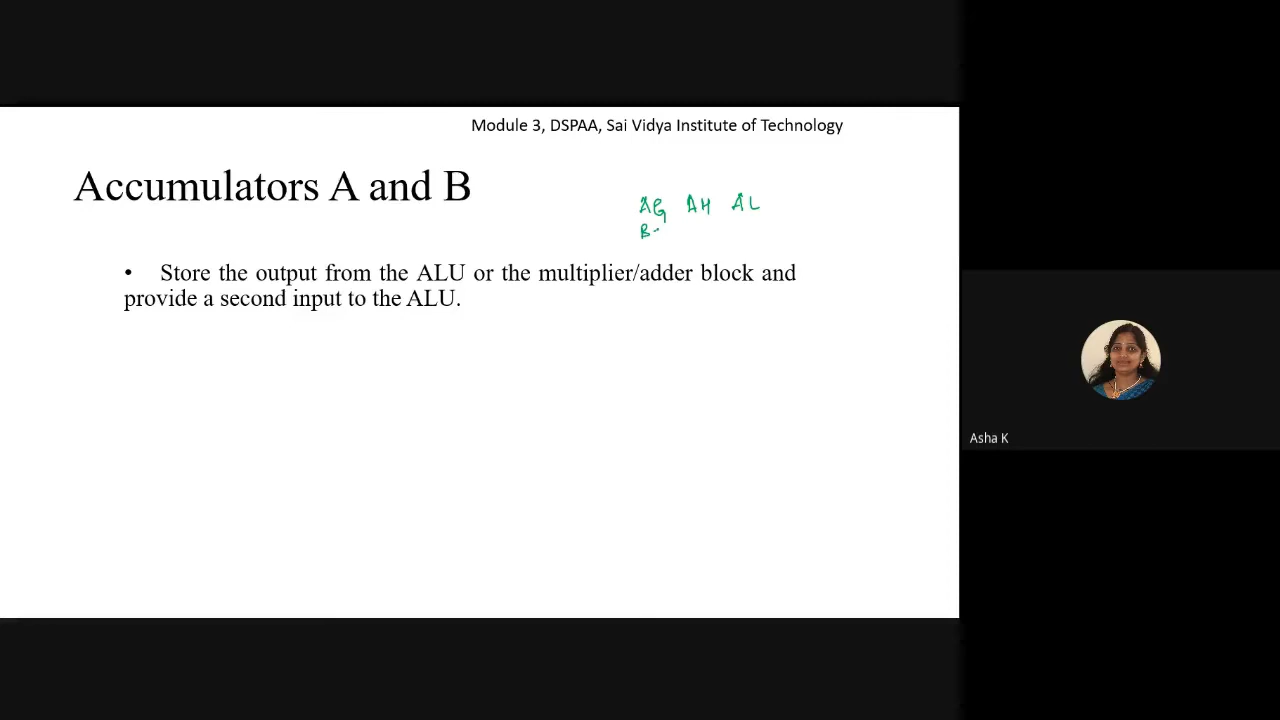 Module 3, DSPAA, Sai Vidya Institute of Technology
Accumulators A and B
AG AH AL
B
• Store the output from the ALU or the multiplier/adder block and
provide a second input to the ALU.
Asha K